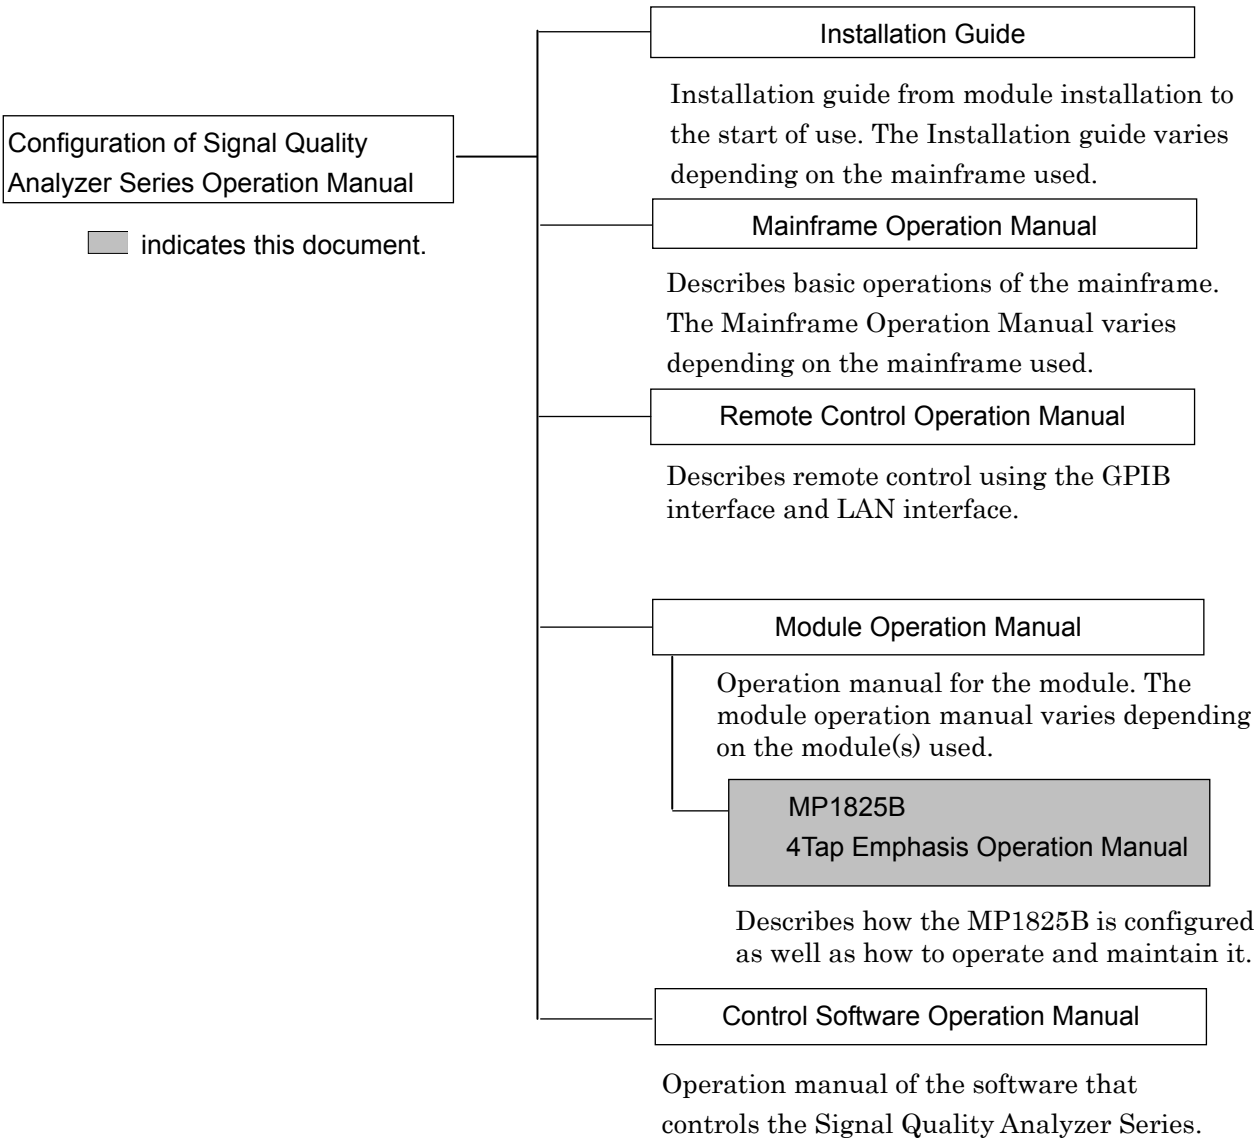 Installation Guide
Installation guide from module installation to
the start of use. The Installation guide varies
depending on the mainframe used.
Configuration of Signal Quality
Analyzer Series Operation Manual
indicates this document.
Mainframe Operation Manual
Describes basic operations of the mainframe.
The Mainframe Operation Manual varies
depending on the mainframe used.
Remote Control Operation Manual
Describes remote control using the GPIB
interface and LAN interface.
Module Operation Manual
Operation manual for the module. The
module operation manual varies depending
on the module(s) used.
MP1825B
4Tap Emphasis Operation Manual
Describes how the MP1825B is configured
as well as how to operate and maintain it.
Control Software Operation Manual
Operation manual of the software that
controls the Signal Quality Analyzer Series.